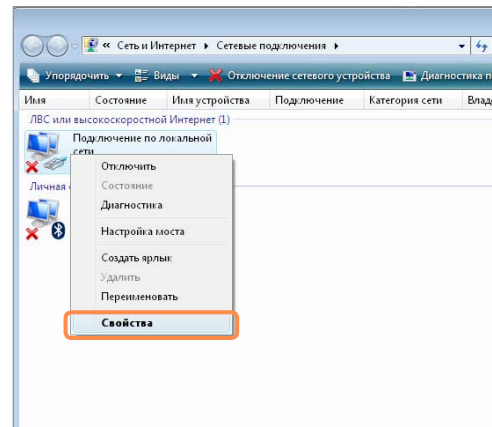 « Сеть и Интернет ▸ Сетевые подключения ▸
Упорядочить Виды Отключение сетевого устройства Диагностика п
Имя Состояние Имя устройства Подключение Категория сети Влад
ЛВС или высокоскоростной Интернет (1)
Подключение по локальной
сети
Отключить
Личная
Состояние
Диагностика
Настройка моста
Создать ярлык
Удалить
Переименовать
Свойства